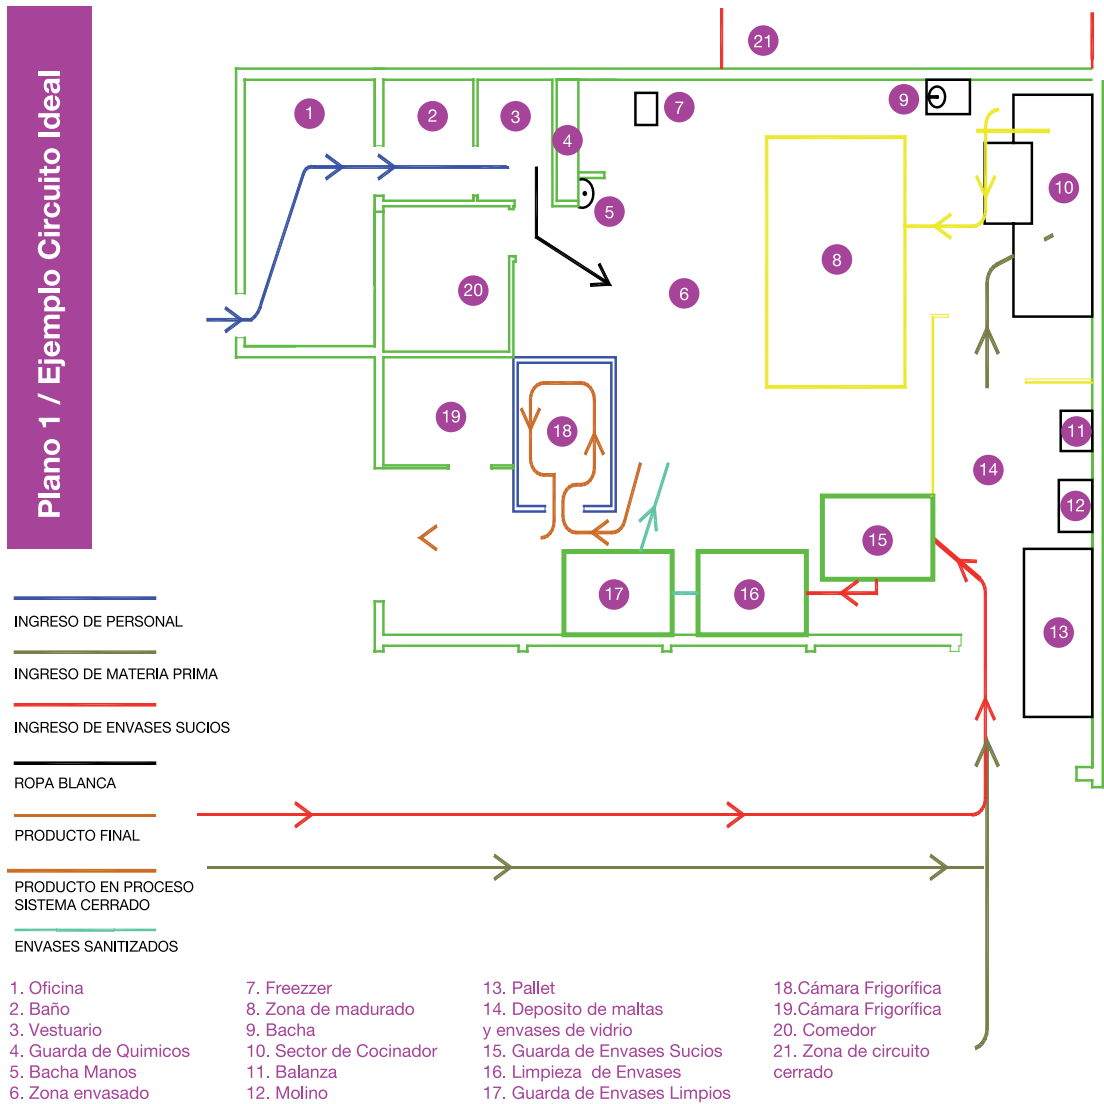 Plano 1 / Ejemplo Circuito Ideal
21
1
2
3
4
5
7
9
10
8
6
20
19
18
11
14
12
15
17
16
13
INGRESO DE PERSONAL
INGRESO DE MATERIA PRIMA
INGRESO DE ENVASES SUCIOS
ROPA BLANCA
PRODUCTO FINAL
PRODUCTO EN PROCESO
SISTEMA CERRADO
ENVASES SANITIZADOS
1. Oficina
2. Baño
3. Vestuario
4. Guarda de Quimicos
5. Bacha Manos
6. Zona envasado
7. Freezzer
8. Zona de madurado
9. Bacha
10. Sector de Cocinador
11. Balanza
12. Molino
13. Pallet
14. Deposito de maltas
y envases de vidrio
15. Guarda de Envases Sucios
16. Limpieza de Envases
17. Guarda de Envases Limpios
18.Cámara Frigorífica
19.Cámara Frigorífica
20. Comedor
21. Zona de circuito
cerrado